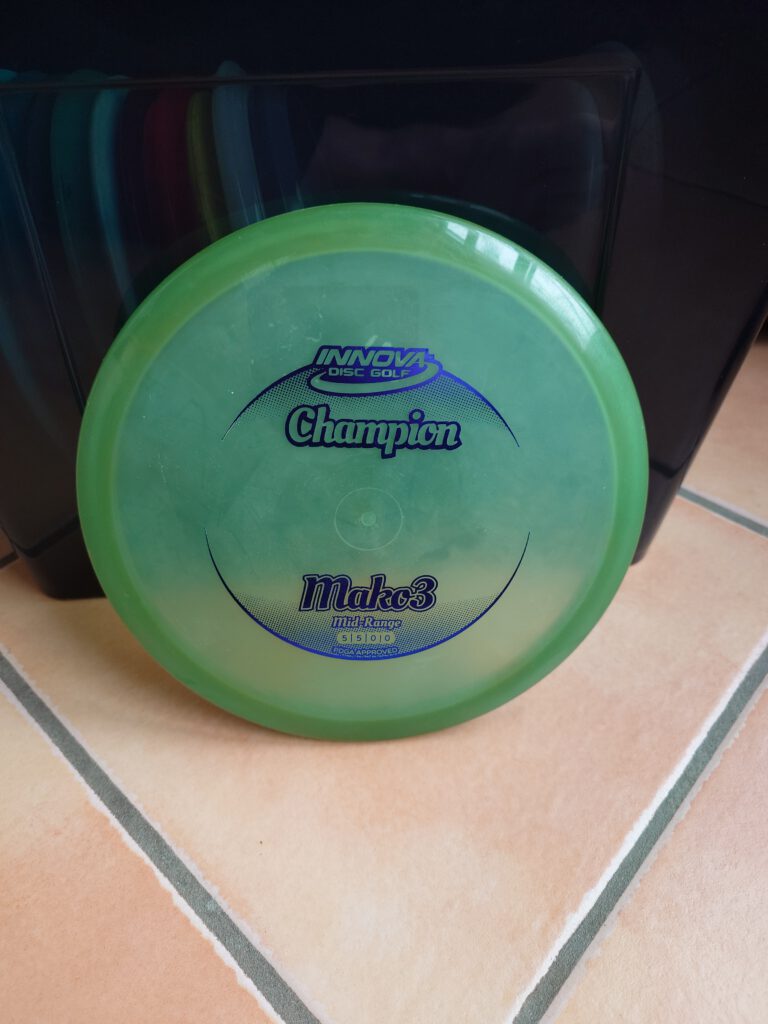 INNOVA
DISC GOLF
Champion
Mako3
Mid-Range
5|5|0|0
PDGA APPROVED